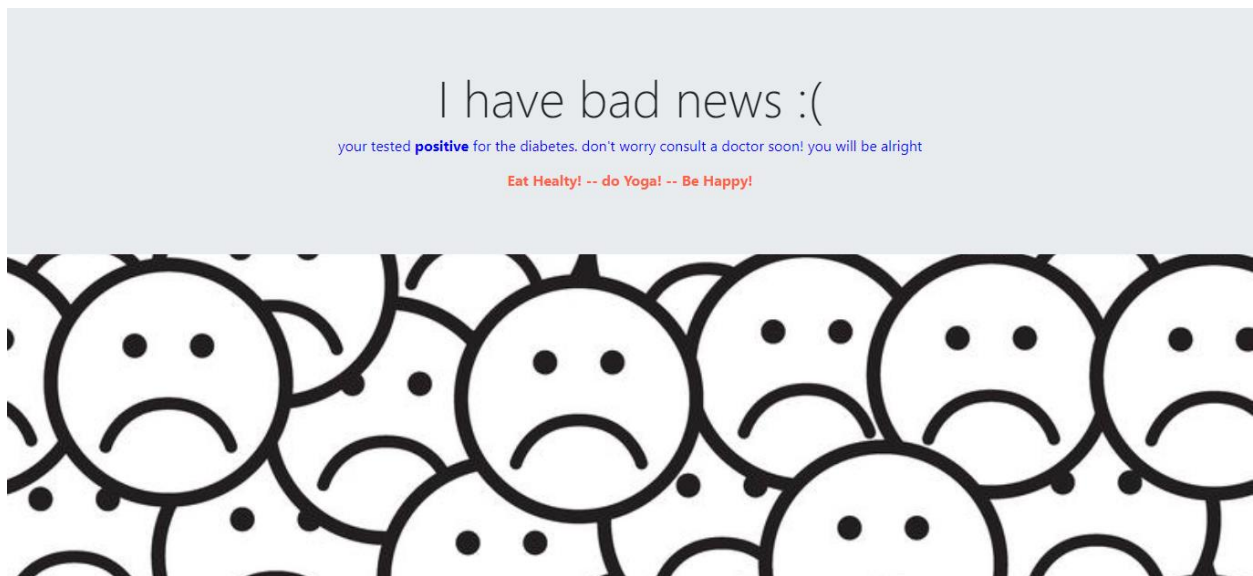 I have bad news :(
your tested positive for the diabetes. don't worry consult a doctor soon! you will be alright
Eat Healty! -- do Yoga! -- Be Happy!